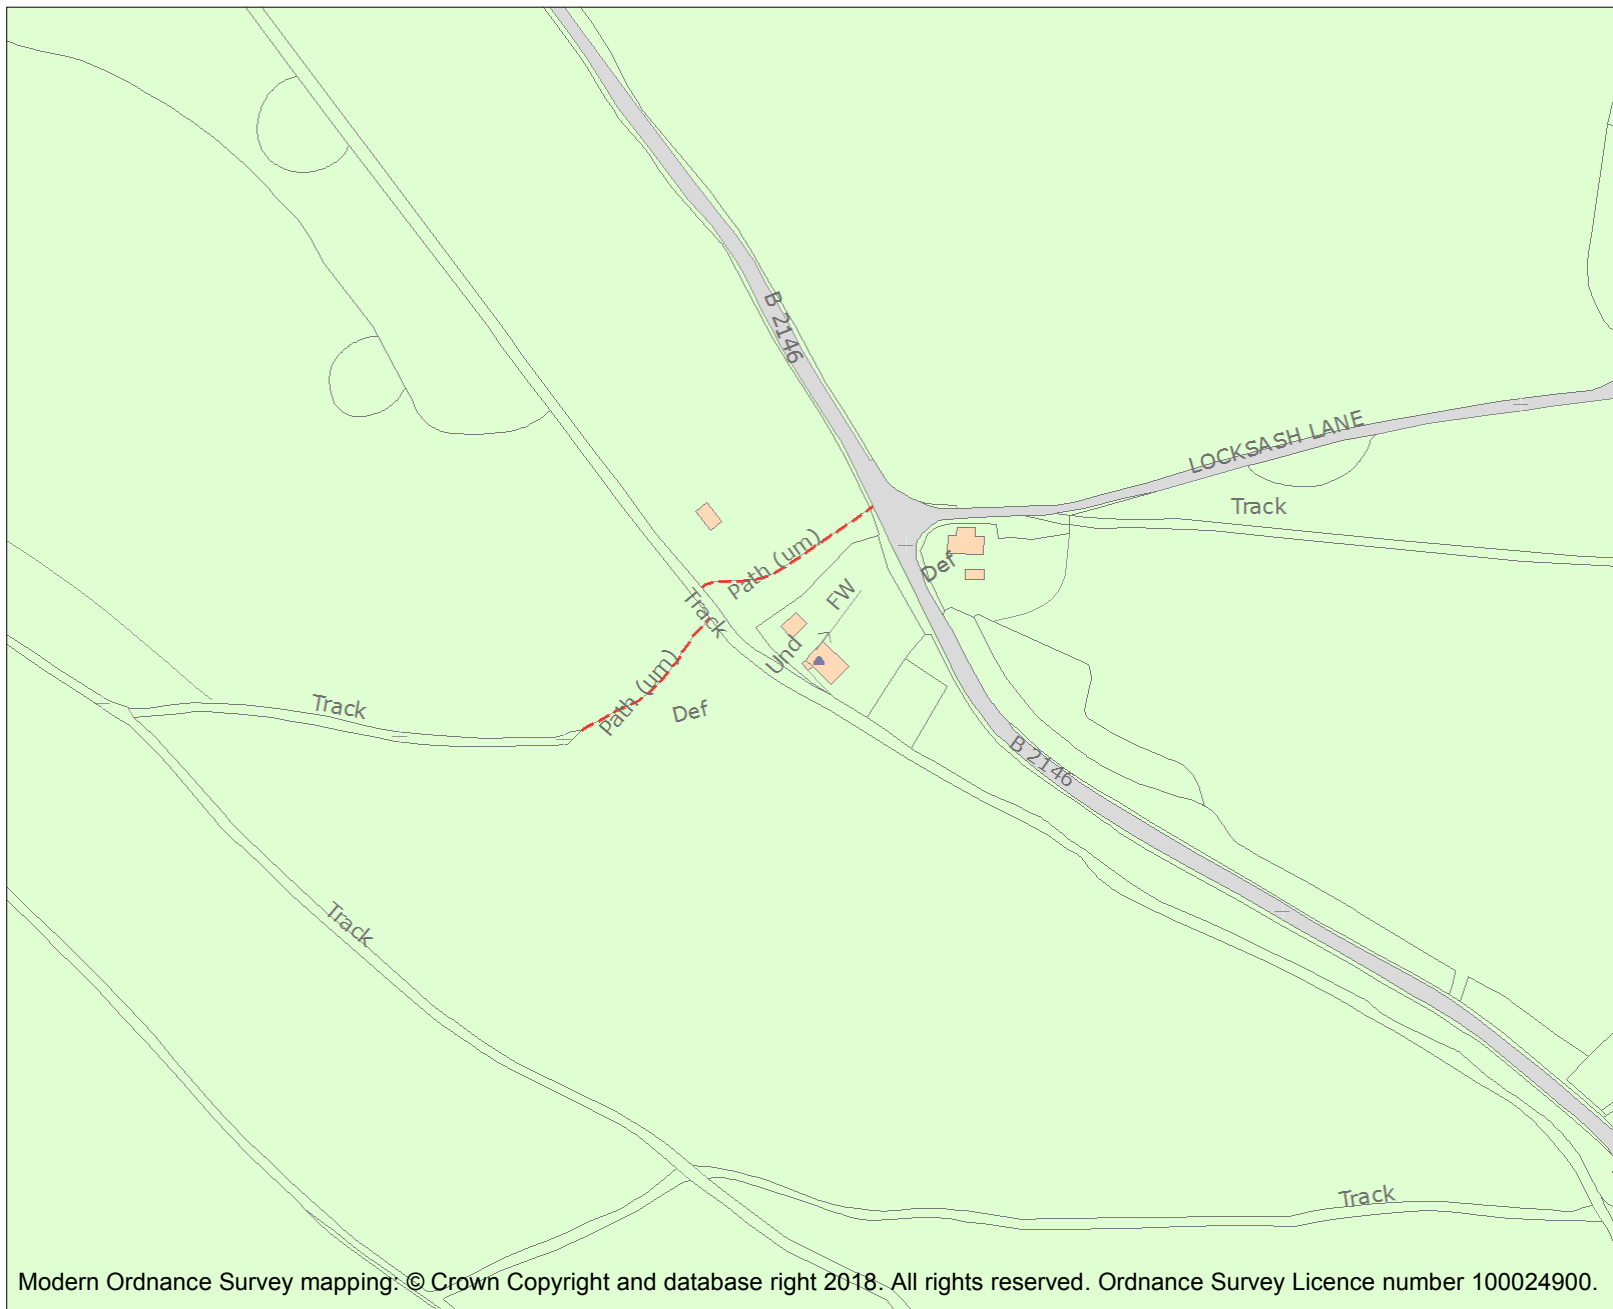 B 2146
LOCKSASH LANE
Track
Path (um)
Def
FW
Track
Und
Path (um)
Track
Def
B 2146
Track
Track
Modern Ordnance Survey mapping: © Crown Copyright and database right 2018. All rights reserved. Ordnance Survey Licence number 100024900.